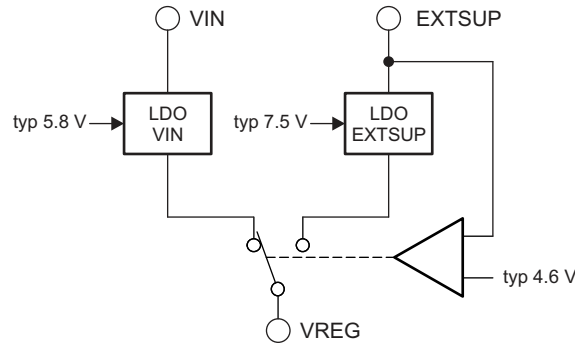 VIN
EXTSUP
typ 5.8 V
LDO
VIN
typ 7.5 V
LDO
EXTSUP
typ 4.6 V
VREG